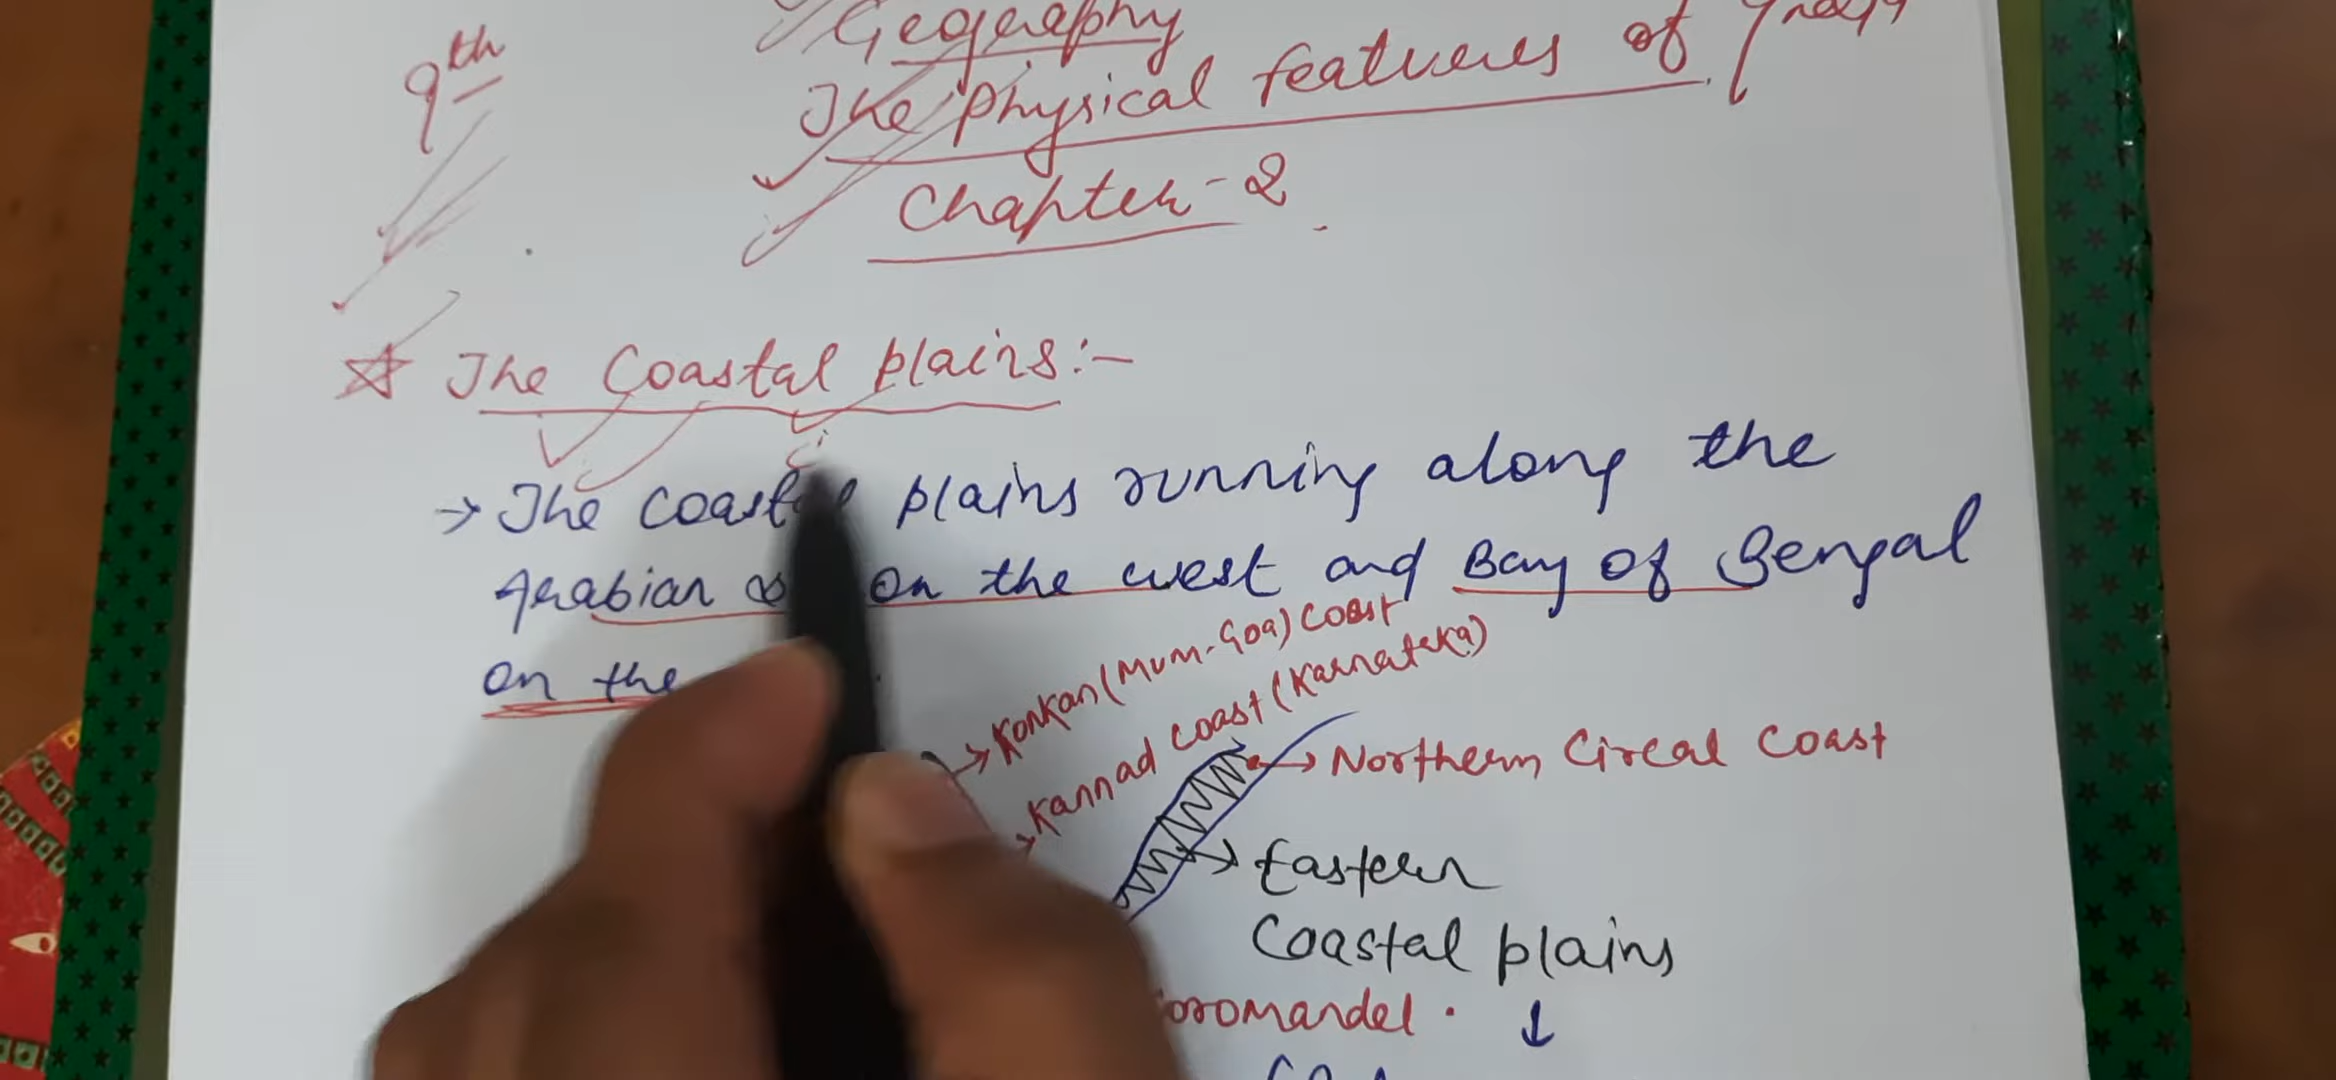 9th
Geography
The physical features of India
Chapter-2
☆ The Coastal plains:-
→ The coastal plains running along the
Arabian on the west and Bay of Bengal
on the
→ Konkan (Mum-Goa) coast
→ Kannad coast (Karnataka)
→ Northern Circal Coast
→ Eastern
Coastal plains
oromandel. ↓